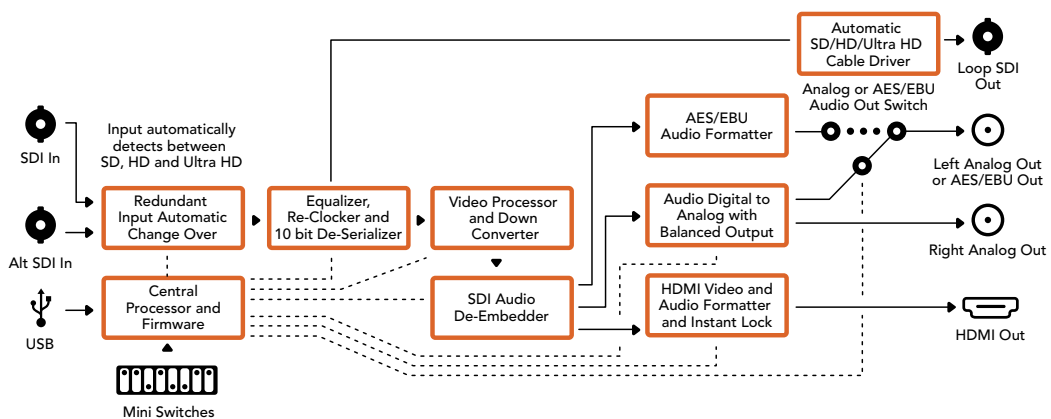 Automatic
SD/HD/Ultra HD
Cable Driver
Loop SDI
Out
Analog or AES/EBU
Audio Out Switch
AES/EBU
Audio Formatter
SDI In
Input automatically
detects between
SD, HD and Ultra HD
Left Analog Out
or AES/EBU Out
Redundant
Input Automatic
Change Over
Equalizer,
Re-Clocker and
10 bit De-Serializer
Video Processor
and Down
Converter
Audio Digital to
Analog with
Balanced Output
Alt SDI In
Right Analog Out
Central
Processor and
Firmware
SDI Audio
De-Embedder
HDMI Video and
Audio Formatter
and Instant Lock
USB
HDMI Out
Mini Switches